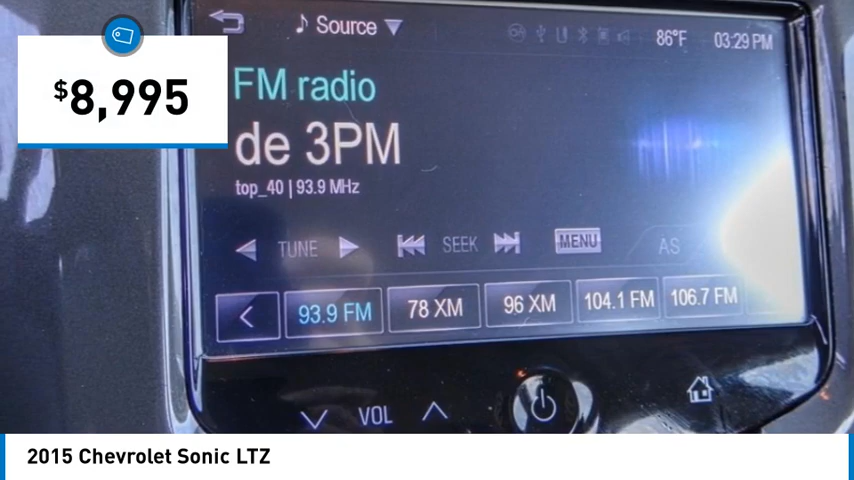 $8,995
Source
86°F 03:29 PM
FM radio
de 3PM
top_40 | 93.9 MHz
TUNE SEEK MENU AS
93.9 FM 78 XM 96 XM 104.1 FM 106.7 FM
VOL
2015 Chevrolet Sonic LTZ